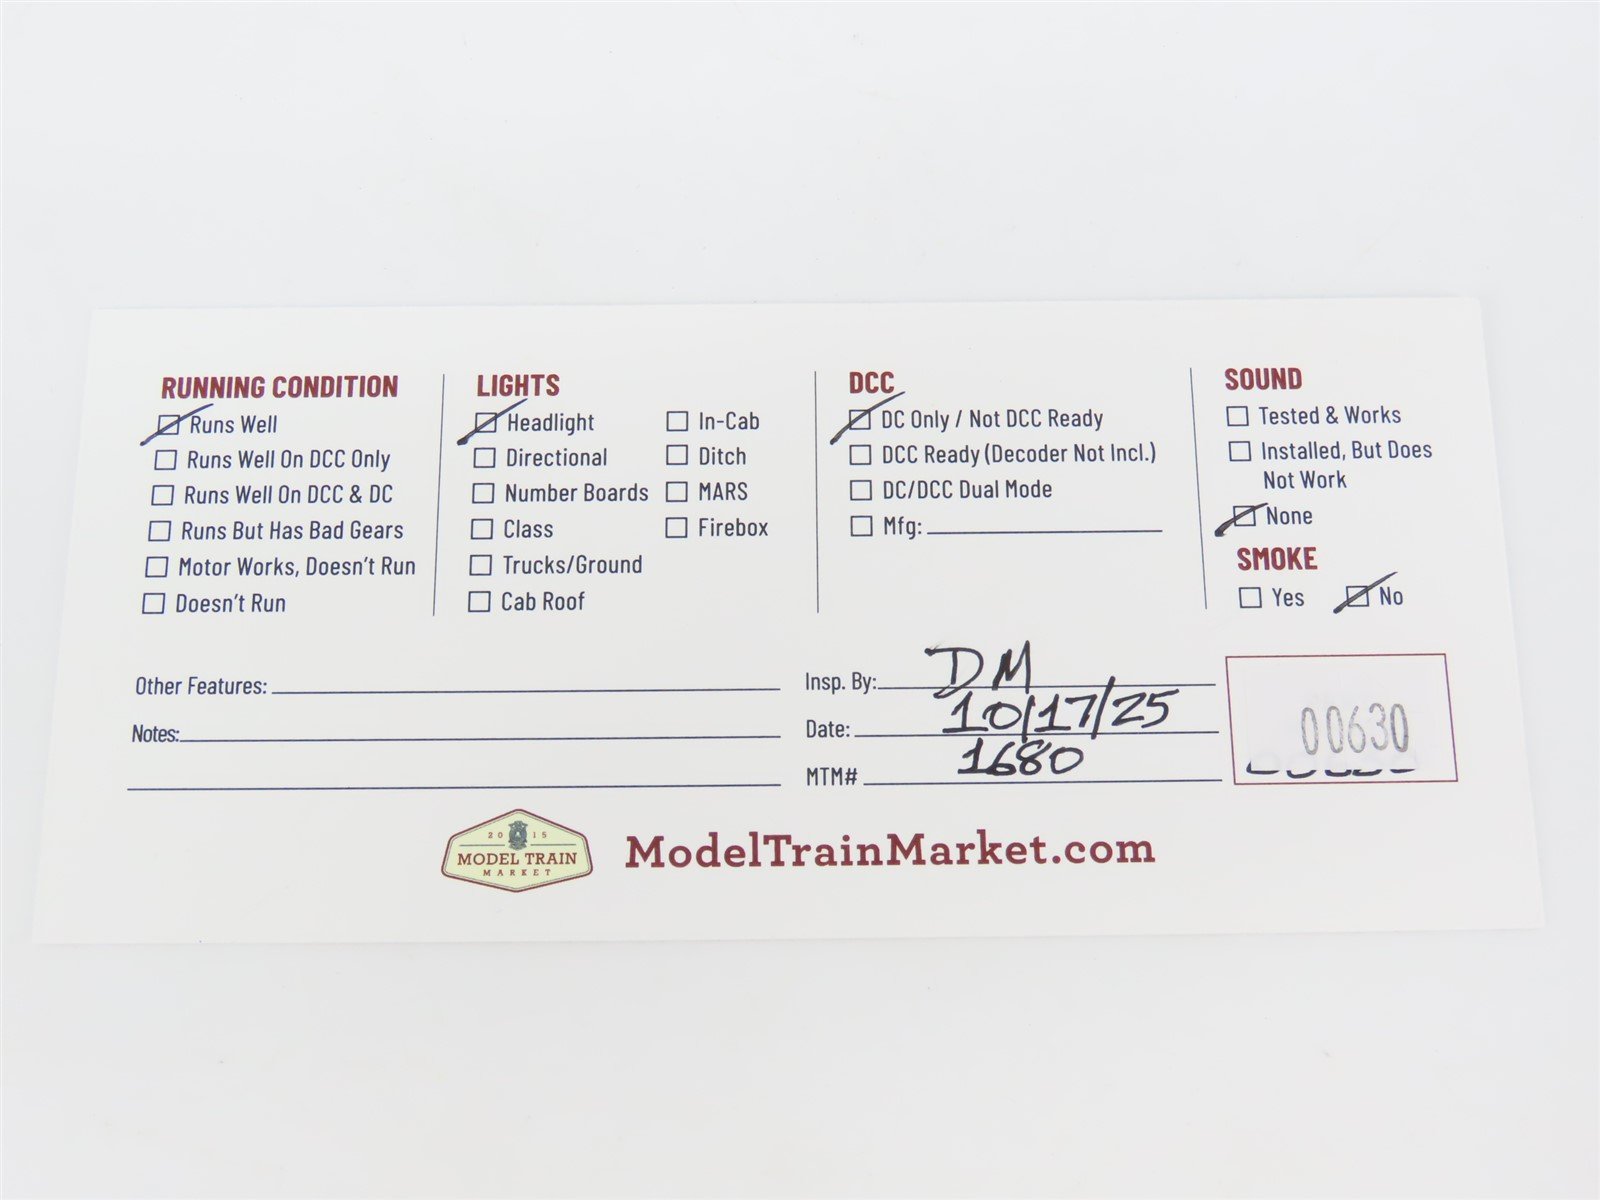 RUNNING CONDITION
Runs Well
Runs Well On DCC Only
Runs Well On DCC & DC
Runs But Has Bad Gears
Motor Works, Doesn't Run
Doesn't Run
LIGHTS
Headlight
Directional
Number Boards
Class
Trucks/Ground
Cab Roof
In-Cab
Ditch
MARS
Firebox
DCC
DC Only / Not DCC Ready
DCC Ready (Decoder Not Incl.)
DC/DCC Dual Mode
Mfg:
SOUND
Tested & Works
Installed, But Does
Not Work
None
SMOKE
Yes No
Other Features:
Notes:
Insp. By: DM
Date: 10/17/25
MTM# 1680
00630
2015
MODEL TRAIN
MARKET
ModelTrainMarket.com